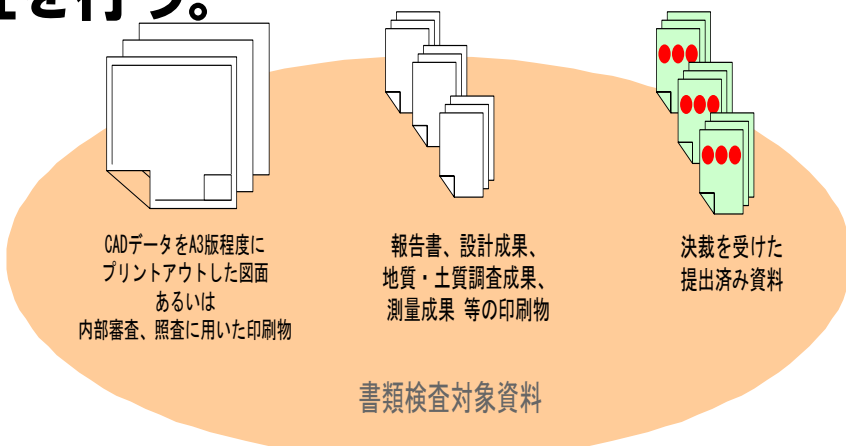 を行う。
CADデータをA3版程度に
プリントアウトした図面
あるいは
内部審査、照査に用いた印刷物
報告書、設計成果、
地質・土質調査成果、
測量成果 等の印刷物
決裁を受けた
提出済み資料
書類検査対象資料